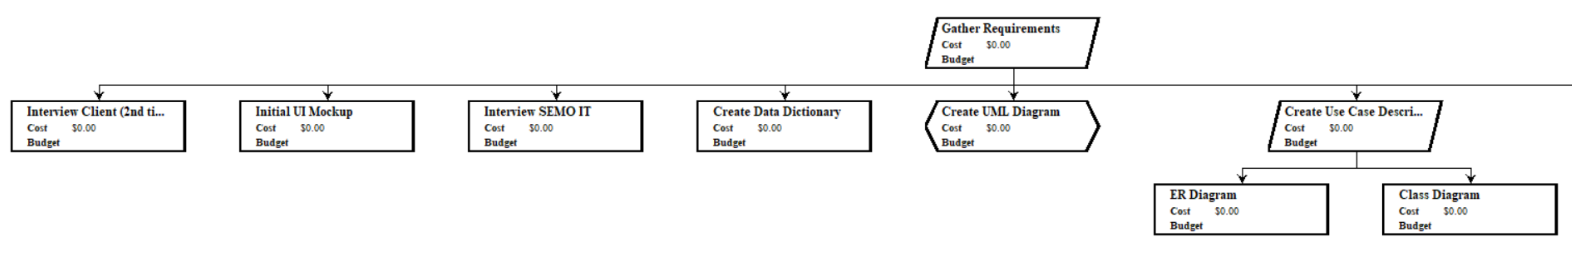 Gather Requirements
Cost $0.00
Budget
Interview Client (2nd ti...
Cost $0.00
Budget
Initial UI Mockup
Cost $0.00
Budget
Interview SEMO IT
Cost $0.00
Budget
Create Data Dictionary
Cost $0.00
Budget
Create UML Diagram
Cost $0.00
Budget
Create Use Case Descri...
Cost $0.00
Budget
ER Diagram
Cost $0.00
Budget
Class Diagram
Cost $0.00
Budget